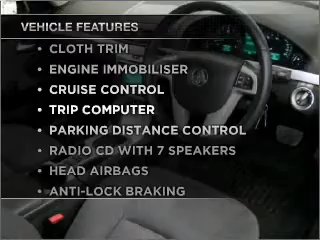 VEHICLE FEATURES
• CLOTH TRIM
• ENGINE IMMOBILISER
• CRUISE CONTROL
• TRIP COMPUTER
• PARKING DISTANCE CONTROL
• RADIO CD WITH 7 SPEAKERS
• HEAD AIRBAGS
• ANTI-LOCK BRAKING